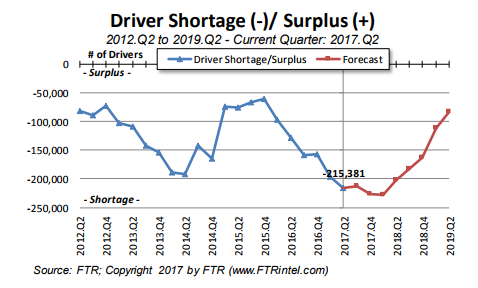 Driver Shortage (-)/ Surplus (+)
2012.Q2 to 2019.Q2 - Current Quarter: 2017.Q2
# of Drivers
Driver Shortage/Surplus
Forecast
0
- Surplus -
-50,000
-100,000
-150,000
-200,000
-250,000
-215,381
- Shortage -
2012.Q2
2012.Q4
2013.Q2
2013.Q4
2014.Q2
2014.Q4
2015.Q2
2015.Q4
2016.Q2
2016.Q4
2017.Q2
2017.Q4
2018.Q2
2018.Q4
2019.Q2
Source: FTR; Copyright 2017 by FTR (www.FTRintel.com)